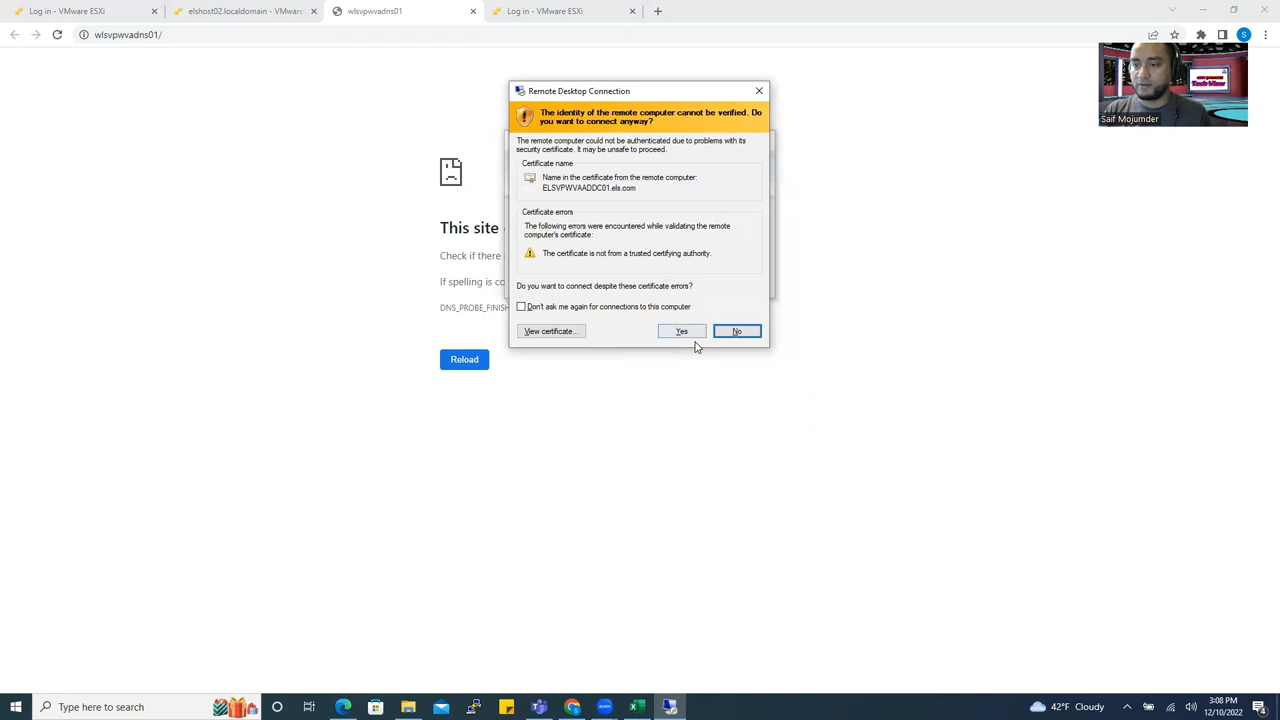 Log in - VMware ESXi
elshost02.localdomain - VMware
wlsvpwvadns01
Log in - VMware ESXi
wlsvpwvadns01/
S
Tech View
Saif Mojumder
Remote Desktop Connection
The identity of the remote computer cannot be verified. Do
you want to connect anyway?
The remote computer could not be authenticated due to problems with its
security certificate. It may be unsafe to proceed.
Certificate name
Name in the certificate from the remote computer:
ELSVPWVAADDC01.els.com
Certificate errors
The following errors were encountered while validating the remote
computer's certificate:
The certificate is not from a trusted certifying authority.
Do you want to connect despite these certificate errors?
Don't ask me again for connections to this computer
View certificate...
Yes
No
This site
Check if there
If spelling is co
DNS_PROBE_FINISH
Reload
Type here to search
zoom
42°F Cloudy
3:08 PM
12/10/2022
4